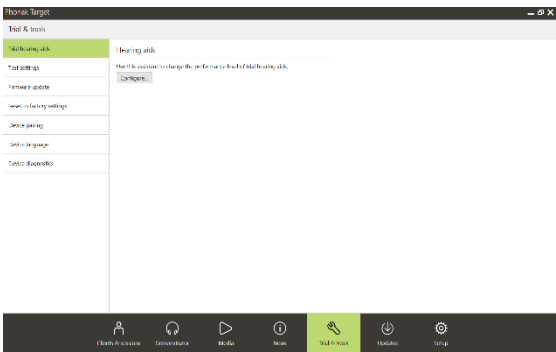 Phonak Target
Trial & tools
Trial hearing aids
Hearing aids
Test settings
Use this assistant to change the performance level of trial hearing aids.
Configure...
Firmware update
Reset to factory settings
Device pairing
Device language
Device diagnostics
Clients & sessions
Demonstrator
Media
News
Trial & tools
Updates
Setup